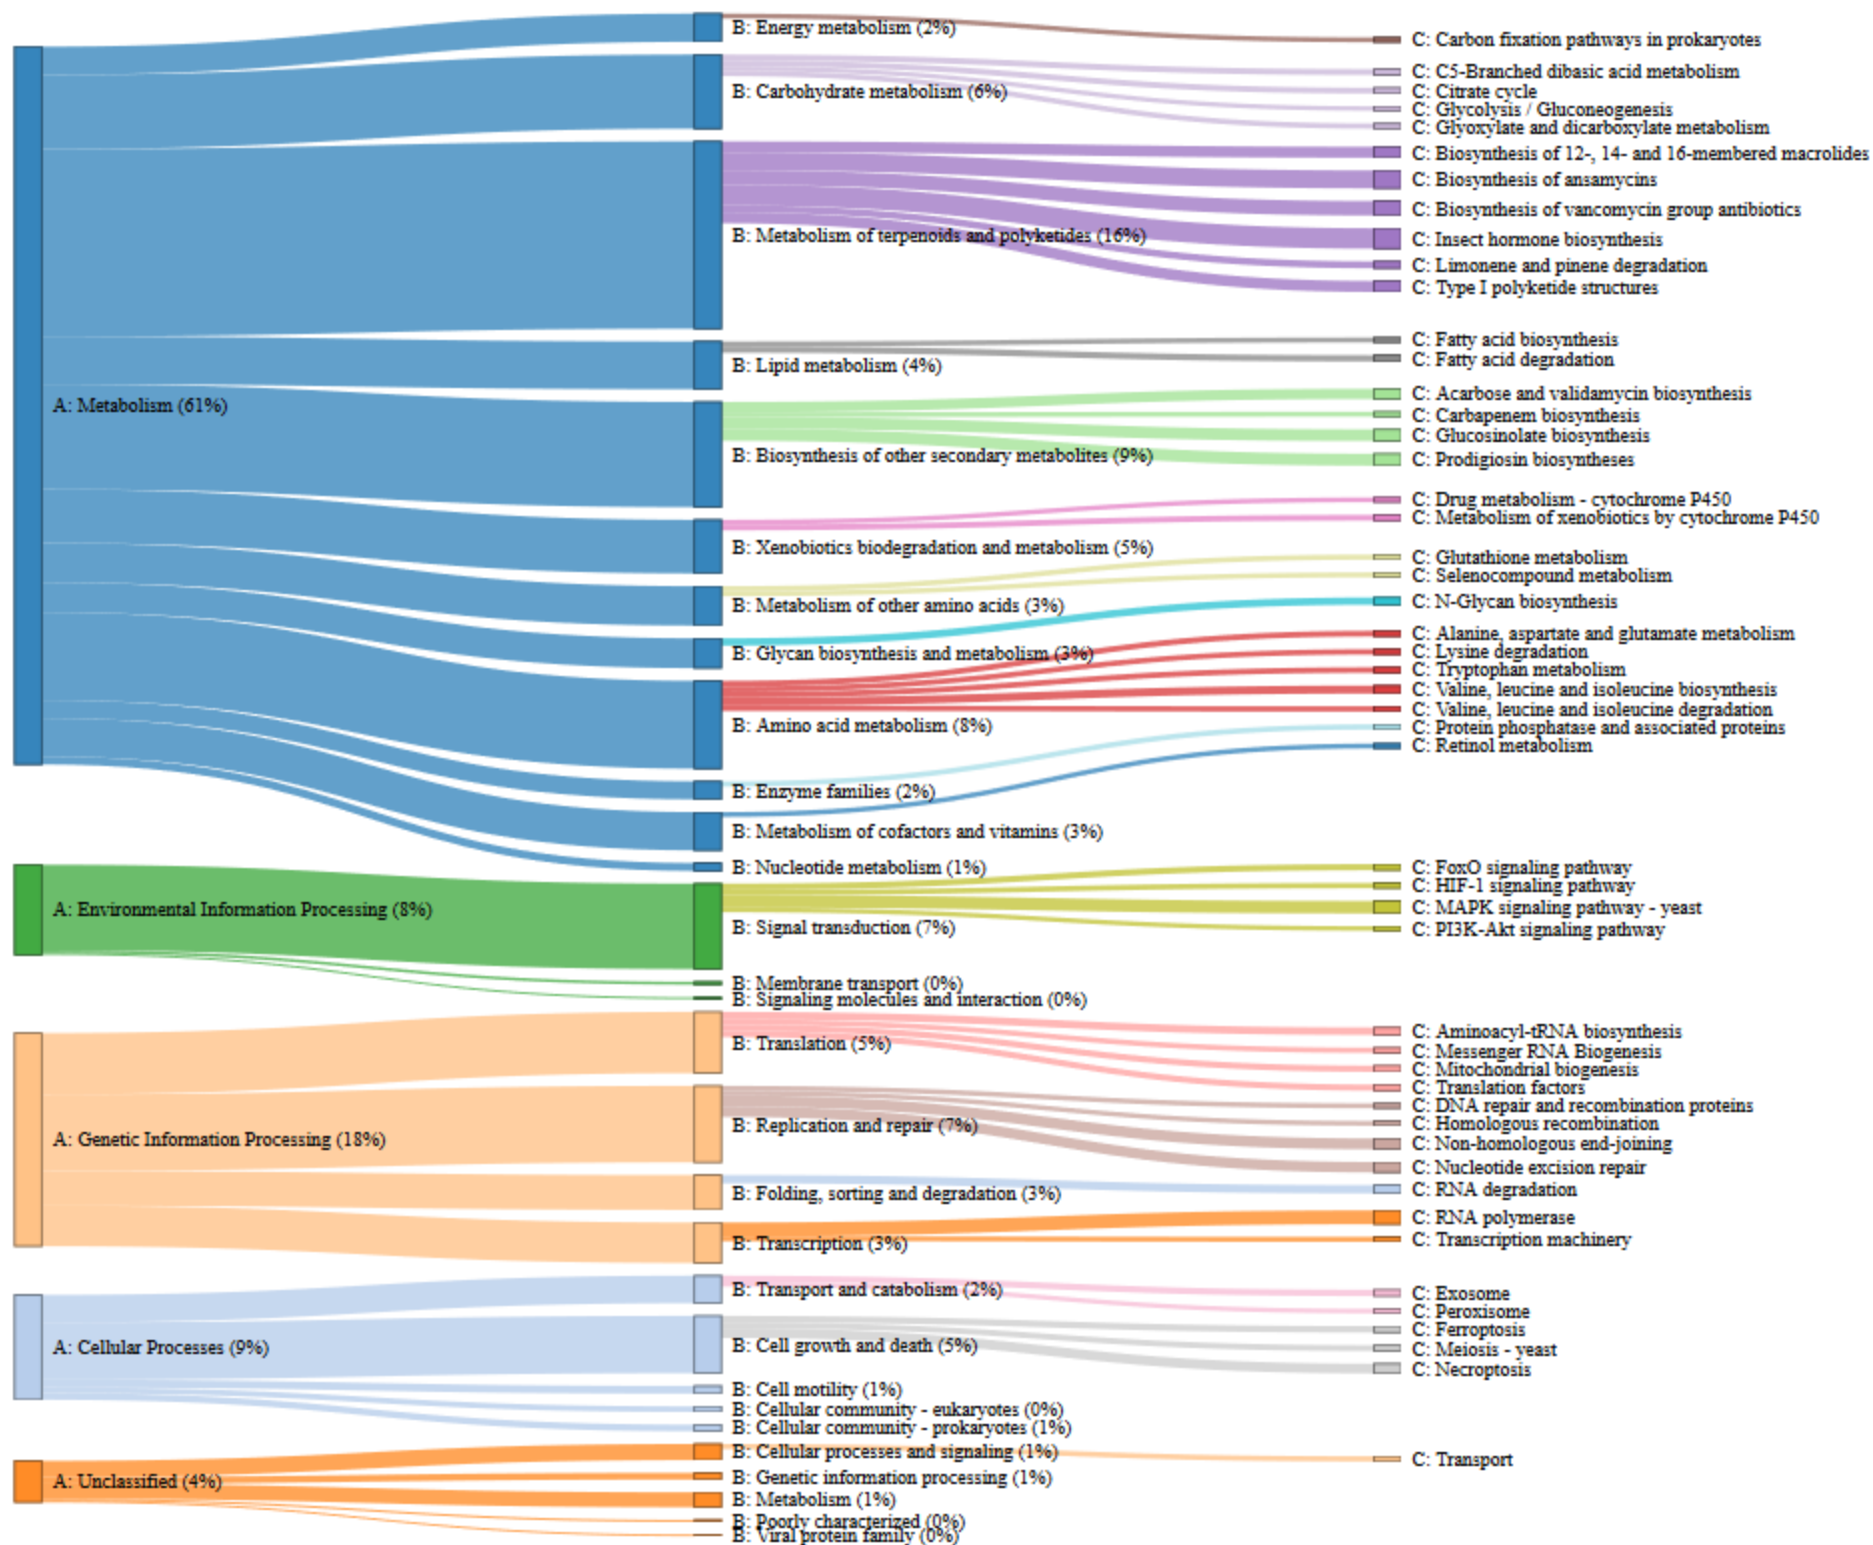 A: Metabolism (61%)
A: Environmental Information Processing (8%)
A: Genetic Information Processing (18%)
A: Cellular Processes (9%)
A: Unclassified (4%)
B: Energy metabolism (2%)
B: Carbohydrate metabolism (6%)
B: Metabolism of terpenoids and polyketides (16%)
B: Lipid metabolism (4%)
B: Biosynthesis of other secondary metabolites (9%)
B: Xenobiotics biodegradation and metabolism (5%)
B: Metabolism of other amino acids (3%)
B: Glycan biosynthesis and metabolism (3%)
B: Amino acid metabolism (8%)
B: Enzyme families (2%)
B: Metabolism of cofactors and vitamins (3%)
B: Nucleotide metabolism (1%)
B: Signal transduction (7%)
B: Membrane transport (0%)
B: Signaling molecules and interaction (0%)
B: Translation (5%)
B: Replication and repair (7%)
B: Folding, sorting and degradation (3%)
B: Transcription (3%)
B: Transport and catabolism (2%)
B: Cell growth and death (5%)
B: Cell motility (1%)
B: Cellular community - eukaryotes (0%)
B: Cellular community - prokaryotes (1%)
B: Cellular processes and signaling (1%)
B: Genetic information processing (1%)
B: Metabolism (1%)
B: Poorly characterized (0%)
B: Viral protein family (0%)
C: Carbon fixation pathways in prokaryotes
C: C5-Branched dibasic acid metabolism
C: Citrate cycle
C: Glycolysis / Gluconeogenesis
C: Glyoxylate and dicarboxylate metabolism
C: Biosynthesis of 12-, 14- and 16-membered macrolides
C: Biosynthesis of ansamycins
C: Biosynthesis of vancomycin group antibiotics
C: Insect hormone biosynthesis
C: Limonene and pinene degradation
C: Type I polyketide structures
C: Fatty acid biosynthesis
C: Fatty acid degradation
C: Acarbose and validamycin biosynthesis
C: Carbapenem biosynthesis
C: Glucosinolate biosynthesis
C: Prodigiosin biosyntheses
C: Drug metabolism - cytochrome P450
C: Metabolism of xenobiotics by cytochrome P450
C: Glutathione metabolism
C: Selenocompound metabolism
C: N-Glycan biosynthesis
C: Alanine, aspartate and glutamate metabolism
C: Lysine degradation
C: Tryptophan metabolism
C: Valine, leucine and isoleucine biosynthesis
C: Valine, leucine and isoleucine degradation
C: Protein phosphatase and associated proteins
C: Retinol metabolism
C: FoxO signaling pathway
C: HIF-1 signaling pathway
C: MAPK signaling pathway - yeast
C: PI3K-Akt signaling pathway
C: Aminoacyl-tRNA biosynthesis
C: Messenger RNA Biogenesis
C: Mitochondrial biogenesis
C: Translation factors
C: DNA repair and recombination proteins
C: Homologous recombination
C: Non-homologous end-joining
C: Nucleotide excision repair
C: RNA degradation
C: RNA polymerase
C: Transcription machinery
C: Exosome
C: Peroxisome
C: Ferroptosis
C: Meiosis - yeast
C: Necroptosis
C: Transport